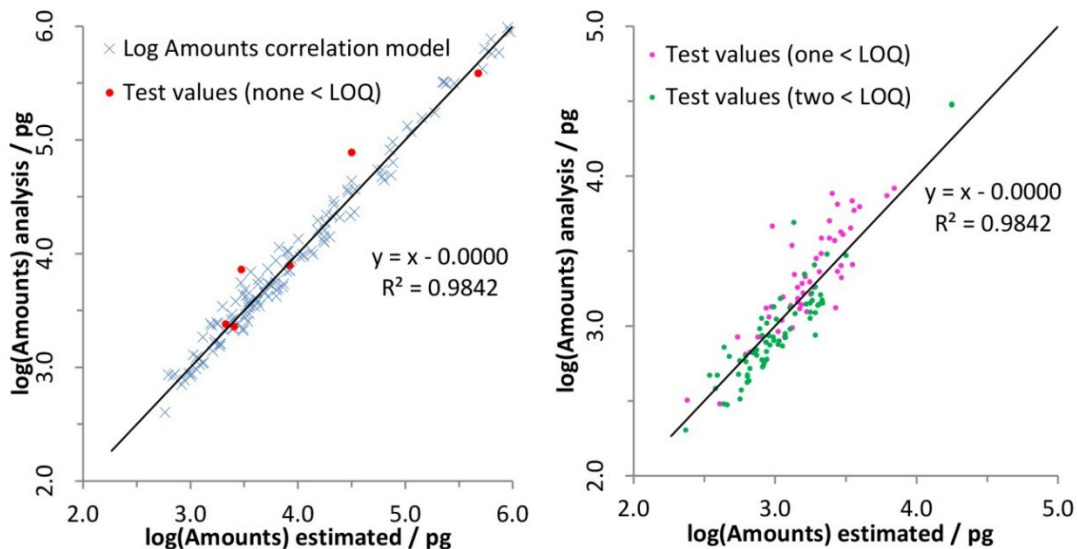 6.0
5.0
4.0
3.0
2.0
log(Amounts) analysis / pg
Log Amounts correlation model
Test values (none < LOQ)
y = x - 0.0000
R² = 0.9842
2.0 3.0 4.0 5.0 6.0
log(Amounts) estimated / pg
5.0
4.0
3.0
2.0
log(Amounts) analysis / pg
Test values (one < LOQ)
Test values (two < LOQ)
y = x - 0.0000
R² = 0.9842
2.0 3.0 4.0 5.0
log(Amounts) estimated / pg